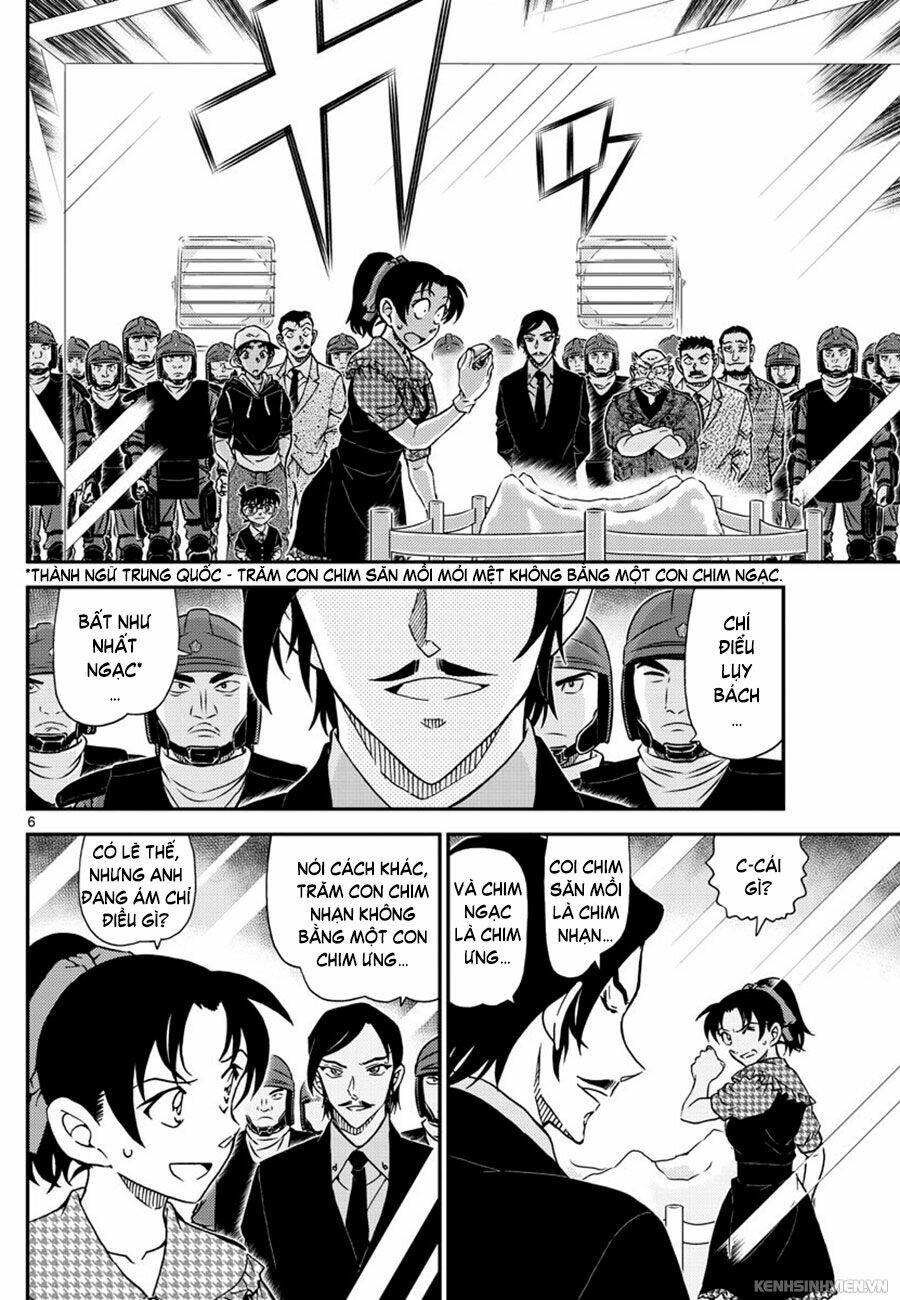 ガ
ッ
*THÀNH NGỮ TRUNG QUỐC - TRĂM CON CHIM SĂN MỒI MỎI MỆT KHÔNG BẰNG MỘT CON CHIM NGẠC.
CHÍ
ĐIỂU
LỤY
BÁCH
...
BẤT NHƯ
NHẤT
NGẠC*
...
6
C-CÁI
GÌ?
COI CHIM
SĂN MỒI
LÀ CHIM
NHẠN...
VÀ CHIM
NGẠC
LÀ CHIM
ƯNG...
NÓI CÁCH KHÁC,
TRĂM CON CHIM
NHẠN KHÔNG
BẰNG MỘT CON
CHIM ƯNG...
CÓ LẼ THẾ,
NHƯNG ANH
ĐANG ÁM CHỈ
ĐIỀU GÌ?
KENHSINHVIEN.VN